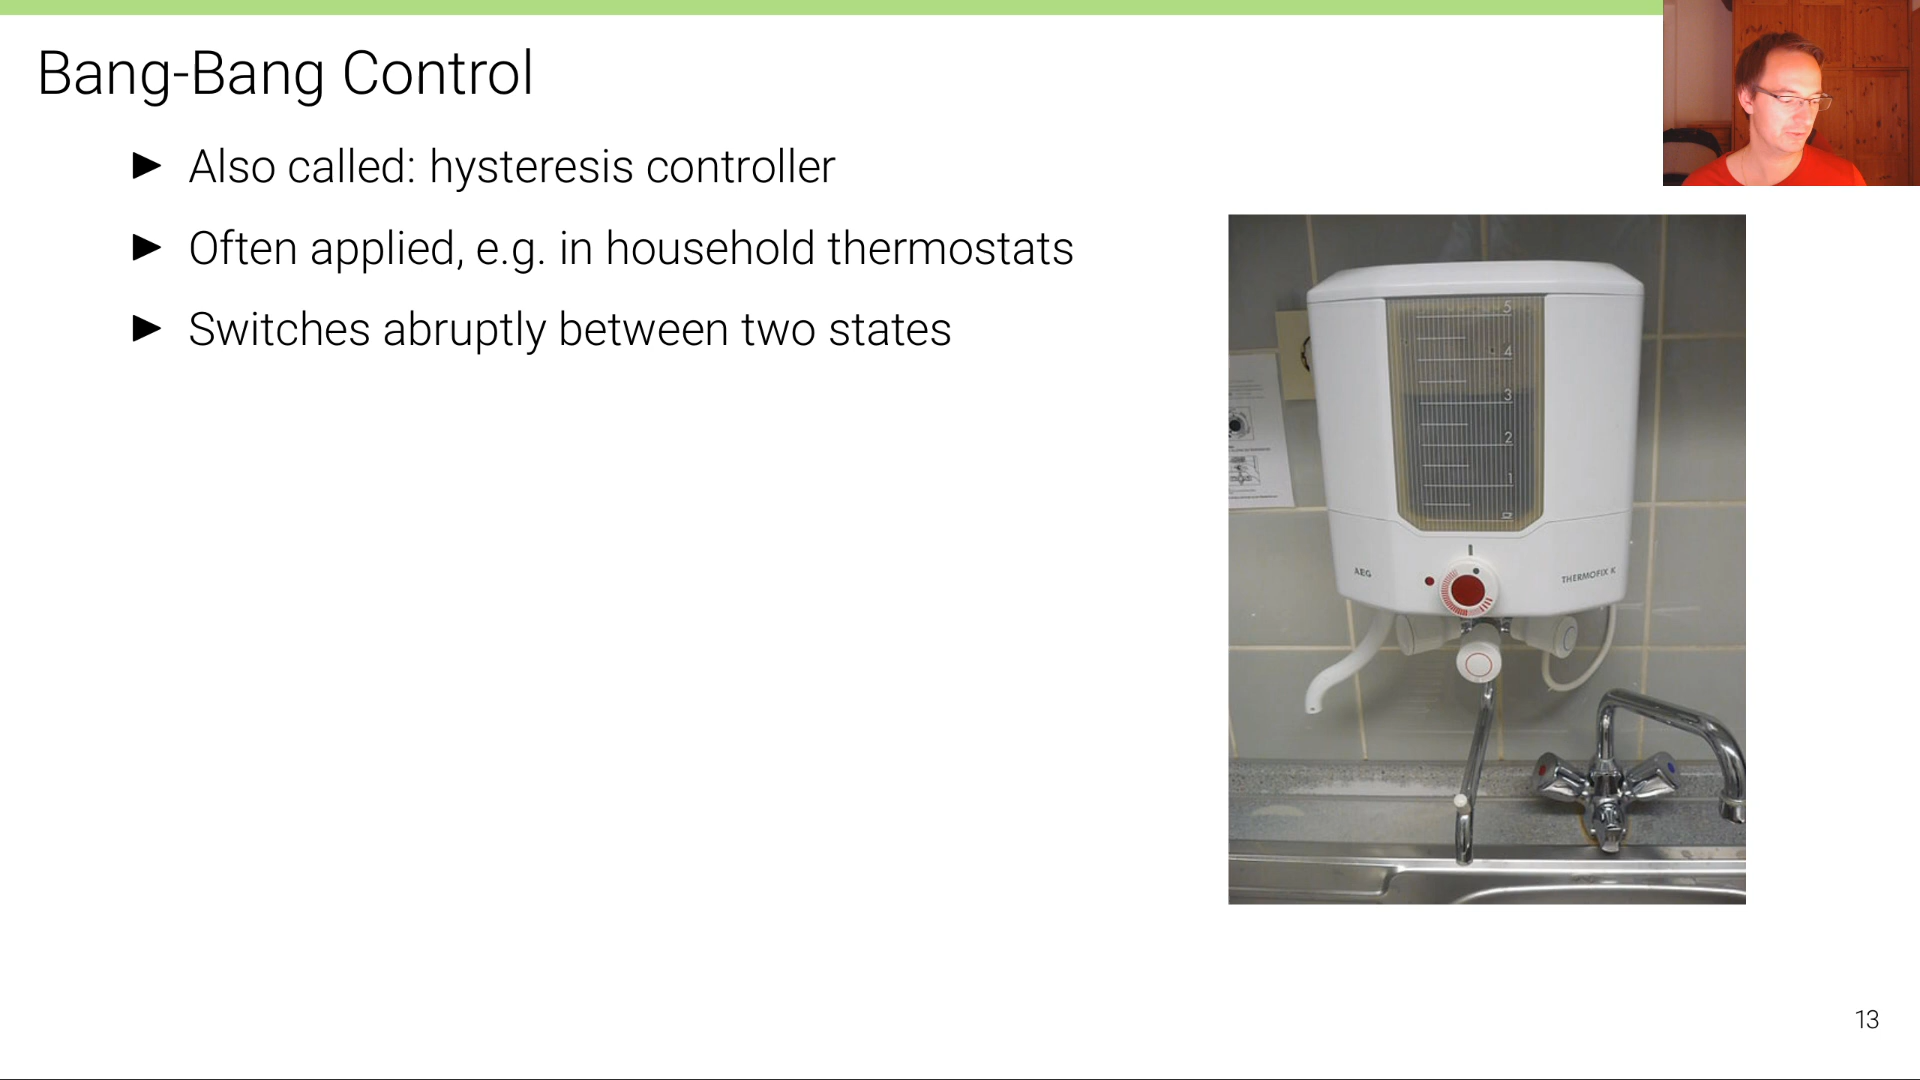 Bang-Bang Control
► Also called: hysteresis controller
► Often applied, e.g. in household thermostats
► Switches abruptly between two states
5
4
3
2
1
AEG
THERMOFIX K
13